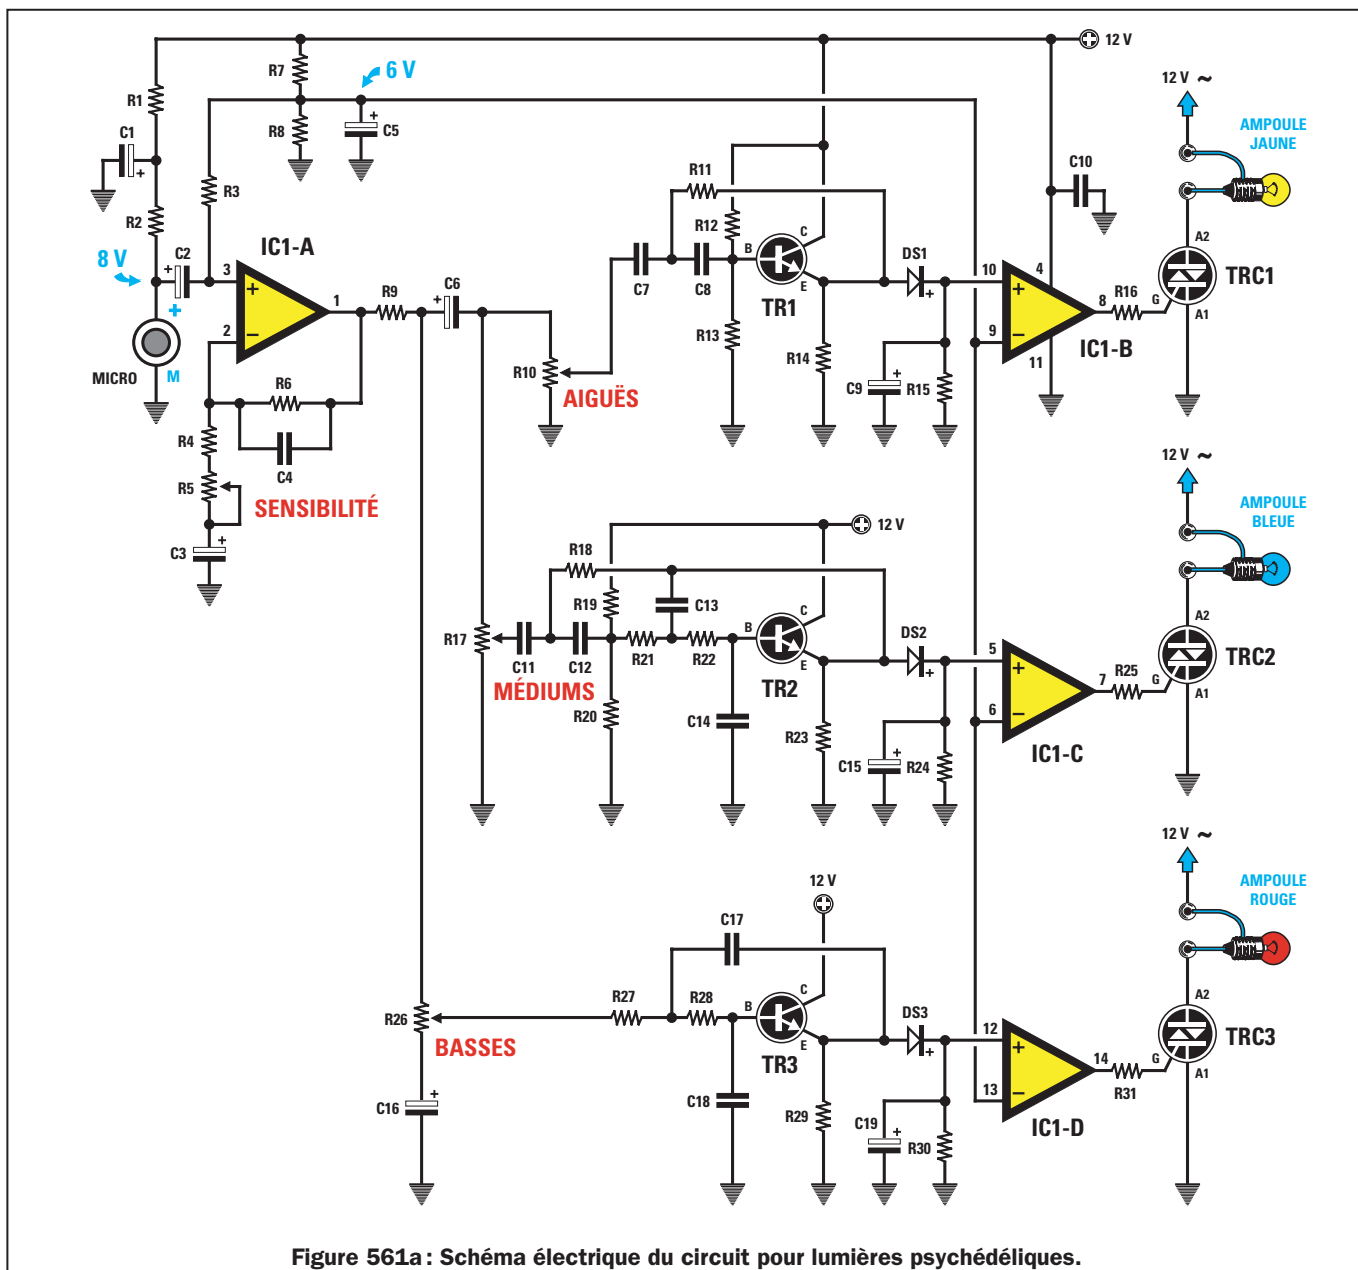 12 V
R7
6 V
R1
C1
R8
C5
R3
R2
8 V
C2
IC1-A
3
+
2
−
1
R9
C6
MICRO
M
R6
C4
R4
R5
SENSIBILITÉ
C3
R10
AIGUËS
C7
R11
C8
R12
R13
B
C
E
TR1
R14
DS1
C9
R15
10
9
4
11
8
IC1-B
C10
R16
G
A2
A1
TRC1
12 V ~
AMPOULE
JAUNE
12 V
R18
R19
C13
R17
C11
C12
R21
R22
MÉDIUMS
R20
C14
B
C
E
TR2
R23
DS2
C15
R24
5
6
7
IC1-C
R25
G
A2
A1
TRC2
12 V ~
AMPOULE
BLEUE
12 V
C17
R27
R28
R26
BASSES
C16
C18
B
C
E
TR3
R29
DS3
C19
R30
12
13
14
IC1-D
R31
G
A2
A1
TRC3
12 V ~
AMPOULE
ROUGE
Figure 561a : Schéma électrique du circuit pour lumières psychédéliques.